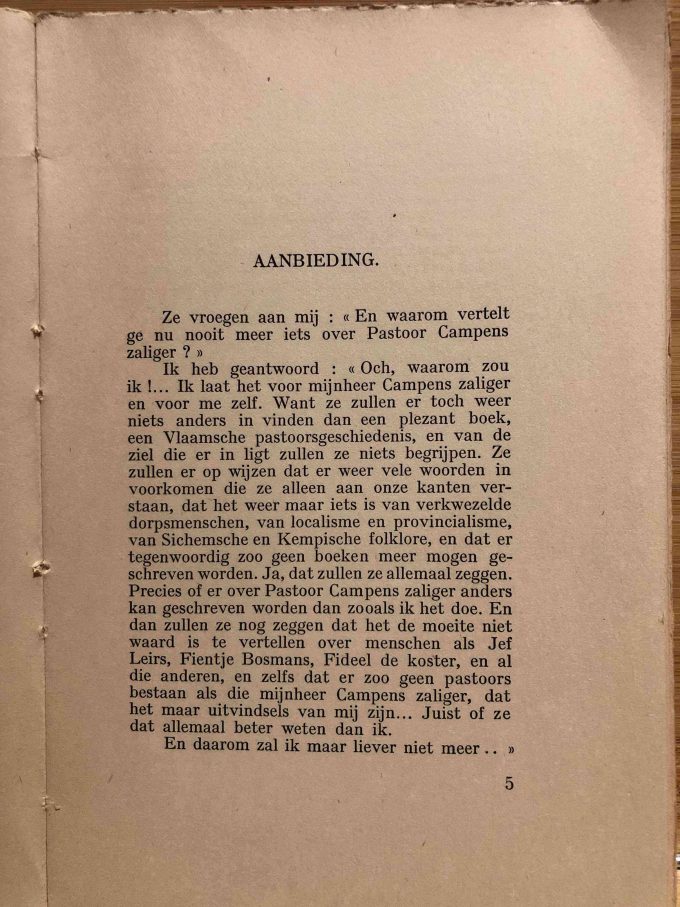 AANBIEDING.
Ze vroegen aan mij : « En waarom vertelt
ge nu nooit meer iets over Pastoor Campens
zaliger ? »
Ik heb geantwoord : « Och, waarom zou
ik !... Ik laat het voor mijnheer Campens zaliger
en voor me zelf. Want ze zullen er toch weer
niets anders in vinden dan een plezant boek,
een Vlaamsche pastoorsgeschiedenis, en van de
ziel die er in ligt zullen ze niets begrijpen. Ze
zullen er op wijzen dat er weer vele woorden in
voorkomen die ze alleen aan onze kanten ver-
staan, dat het weer maar iets is van verkwezelde
dorpsmenschen, van localisme en provincialisme,
van Sichemsche en Kempische folklore, en dat er
tegenwoordig zoo geen boeken meer mogen ge-
schreven worden. Ja, dat zullen ze allemaal zeggen.
Precies of er over Pastoor Campens zaliger anders
kan geschreven worden dan zooals ik het doe. En
dan zullen ze nog zeggen dat het de moeite niet
waard is te vertellen over menschen als Jef
Leirs, Fientje Bosmans, Fideel de koster, en al
die anderen, en zelfs dat er zoo geen pastoors
bestaan als die mijnheer Campens zaliger, dat
het maar uitvindsels van mij zijn... Juist of ze
dat allemaal beter weten dan ik.
En daarom zal ik maar liever niet meer .. »
5